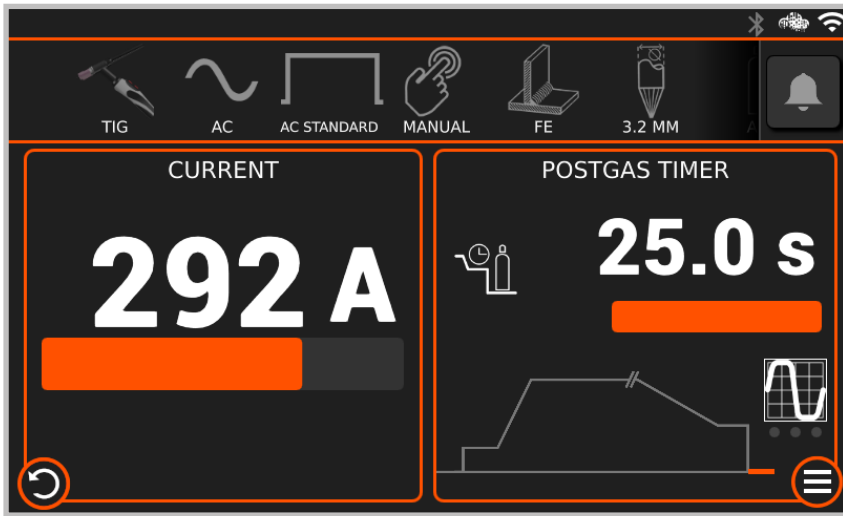 TIG AC AC STANDARD MANUAL FE 3.2 MM
CURRENT
292 A
POSTGAS TIMER
25.0 s